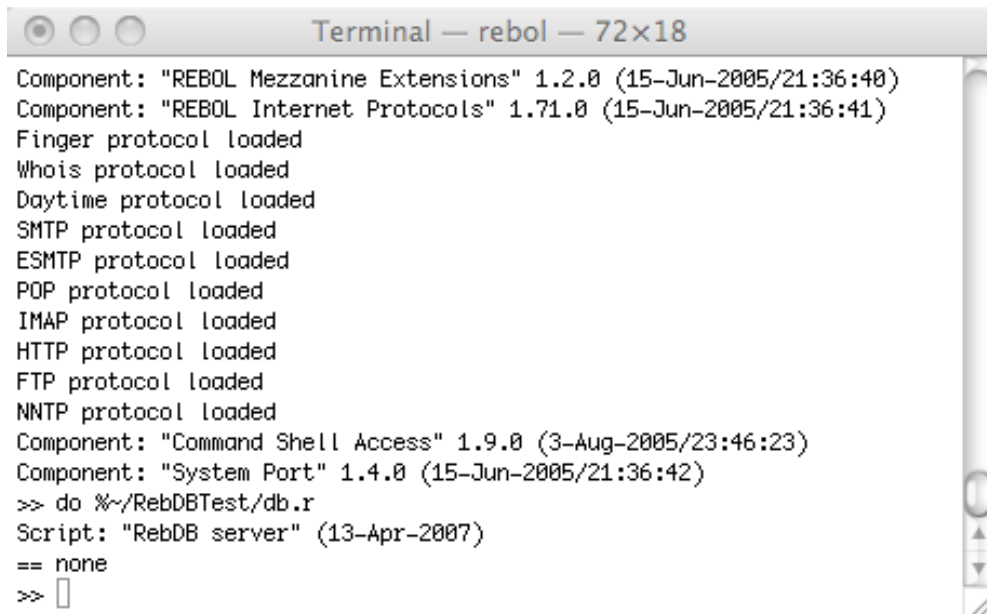 Terminal — rebol — 72×18
Component: "REBOL Mezzanine Extensions" 1.2.0 (15-Jun-2005/21:36:40)
Component: "REBOL Internet Protocols" 1.71.0 (15-Jun-2005/21:36:41)
Finger protocol loaded
Whois protocol loaded
Daytime protocol loaded
SMTP protocol loaded
ESMTP protocol loaded
POP protocol loaded
IMAP protocol loaded
HTTP protocol loaded
FTP protocol loaded
NNTP protocol loaded
Component: "Command Shell Access" 1.9.0 (3-Aug-2005/23:46:23)
Component: "System Port" 1.4.0 (15-Jun-2005/21:36:42)
>> do %~/RebDBTest/db.r
Script: "RebDB server" (13-Apr-2007)
== none
>>